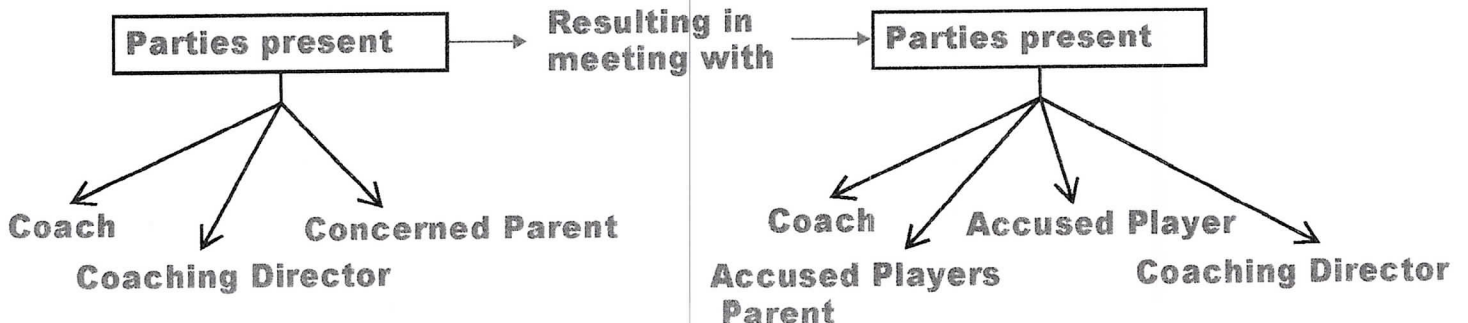 Parties present
Resulting in
meeting with
Parties present
Coach
Concerned Parent
Coaching Director
Coach
Accused Player
Accused Players
Parent
Coaching Director